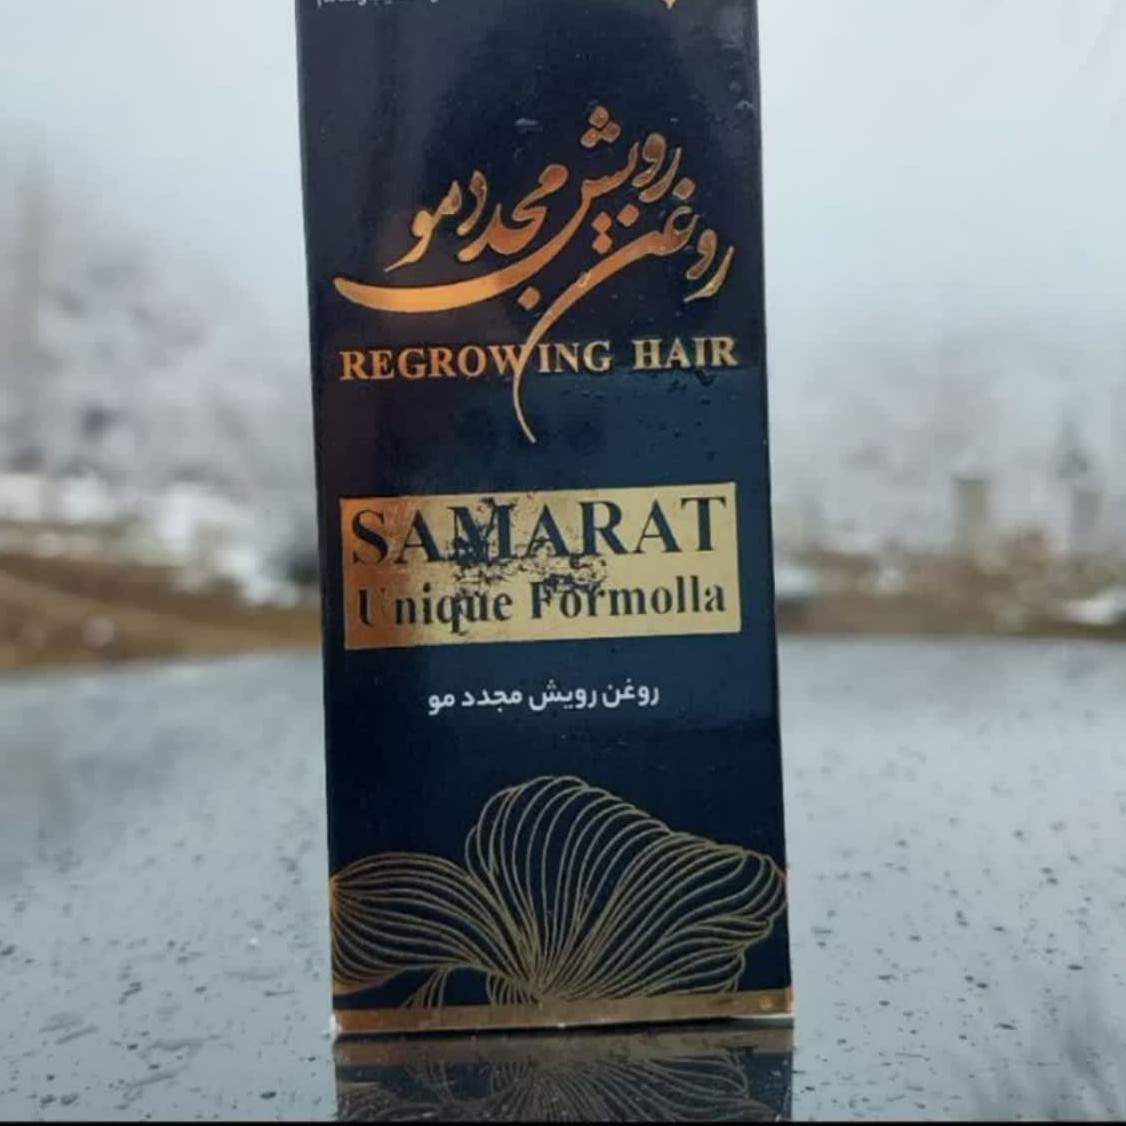 روغن رویش مجدد مو
REGROWING HAIR
SAMARAT
Unique Formolla
روغن رویش مجدد مو